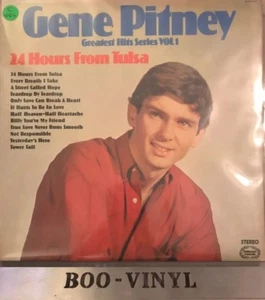 Gene Pitney
Greatest Hits Series VOL 1
24 Hours From Tulsa
24 Hours From Tulsa
Every Breath I Take
A Street Called Hope
Teardrop By Teardrop
Only Love Can Break A Heart
It Hurts To Be In Love
Half Heaven-Half Heartache
Billy You're My Friend
True Love Never Runs Smooth
Not Responsible
Yesterday's Hero
Tower Tall
STEREO
BOO-VINYL